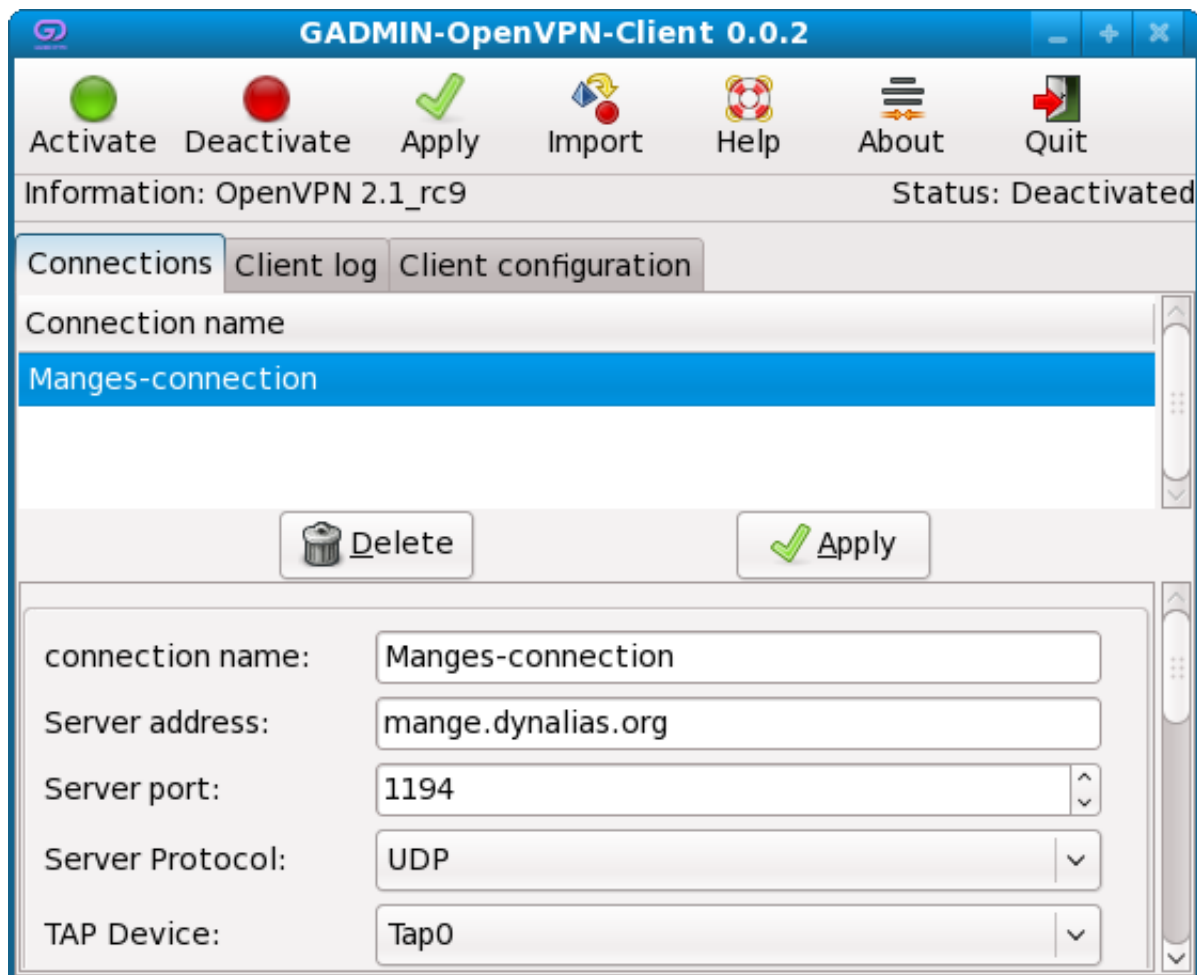 GADMIN-OpenVPN-Client 0.0.2
Activate Deactivate Apply Import Help About Quit
Information: OpenVPN 2.1_rc9 Status: Deactivated
Connections Client log Client configuration
Connection name
Manges-connection
Delete Apply
connection name: Manges-connection
Server address: mange.dynalias.org
Server port: 1194
Server Protocol: UDP
TAP Device: Tap0